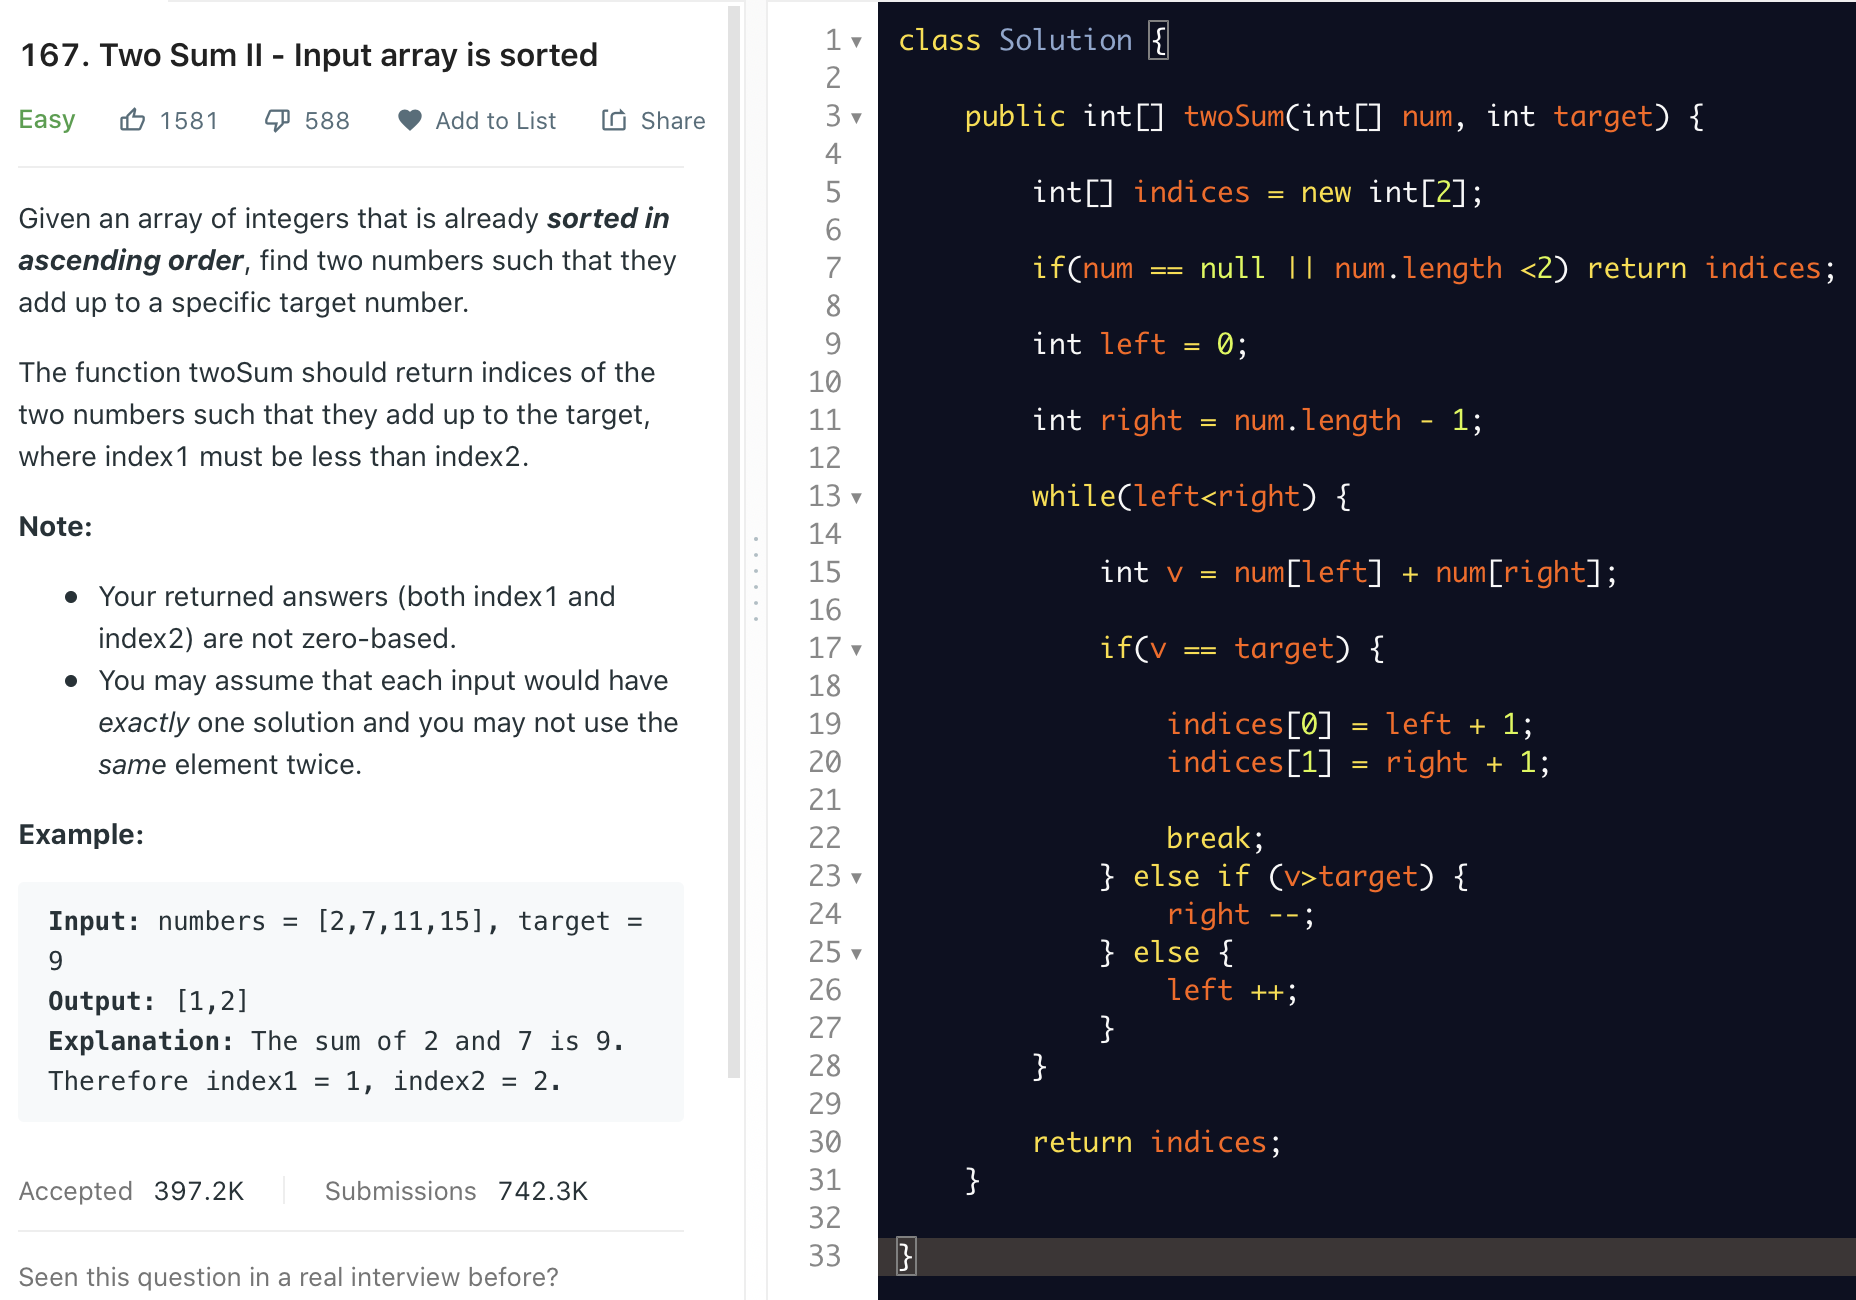 167. Two Sum II - Input array is sorted
Easy 1581 588 Add to List Share
Given an array of integers that is already sorted in
ascending order, find two numbers such that they
add up to a specific target number.
The function twoSum should return indices of the
two numbers such that they add up to the target,
where index1 must be less than index2.
Note:
Your returned answers (both index1 and
index2) are not zero-based.
You may assume that each input would have
exactly one solution and you may not use the
same element twice.
Example:
Input: numbers = [2,7,11,15], target =
9
Output: [1,2]
Explanation: The sum of 2 and 7 is 9.
Therefore index1 = 1, index2 = 2.
Accepted 397.2K Submissions 742.3K
Seen this question in a real interview before?
1 class Solution {
2
3 public int[] twoSum(int[] num, int target) {
4
5 int[] indices = new int[2];
6
7 if(num == null || num.length <2) return indices;
8
9 int left = 0;
10
11 int right = num.length - 1;
12
13 while(left<right) {
14
15 int v = num[left] + num[right];
16
17 if(v == target) {
18
19 indices[0] = left + 1;
20 indices[1] = right + 1;
21
22 break;
23 } else if (v>target) {
24 right --;
25 } else {
26 left ++;
27 }
28 }
29
30 return indices;
31 }
32
33 }